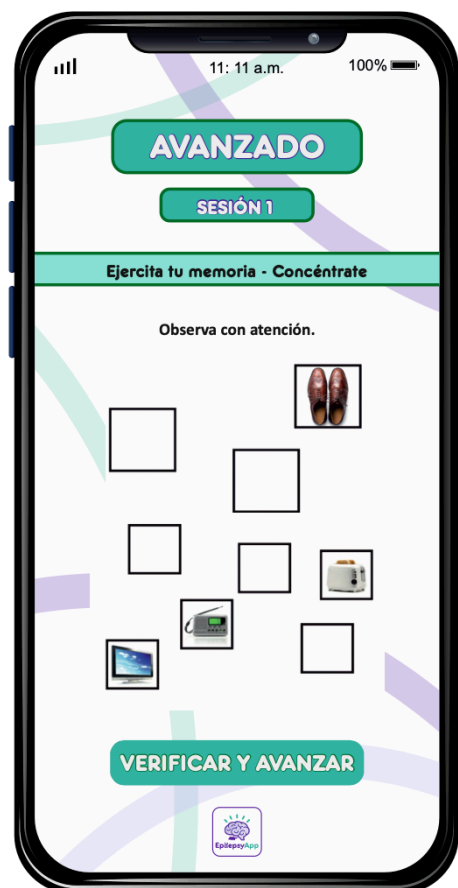 11: 11 a.m.
100%
AVANZADO
SESIÓN 1
Ejercita tu memoria - Concéntrate
Observa con atención.
VERIFICAR Y AVANZAR
EpilepsyApp